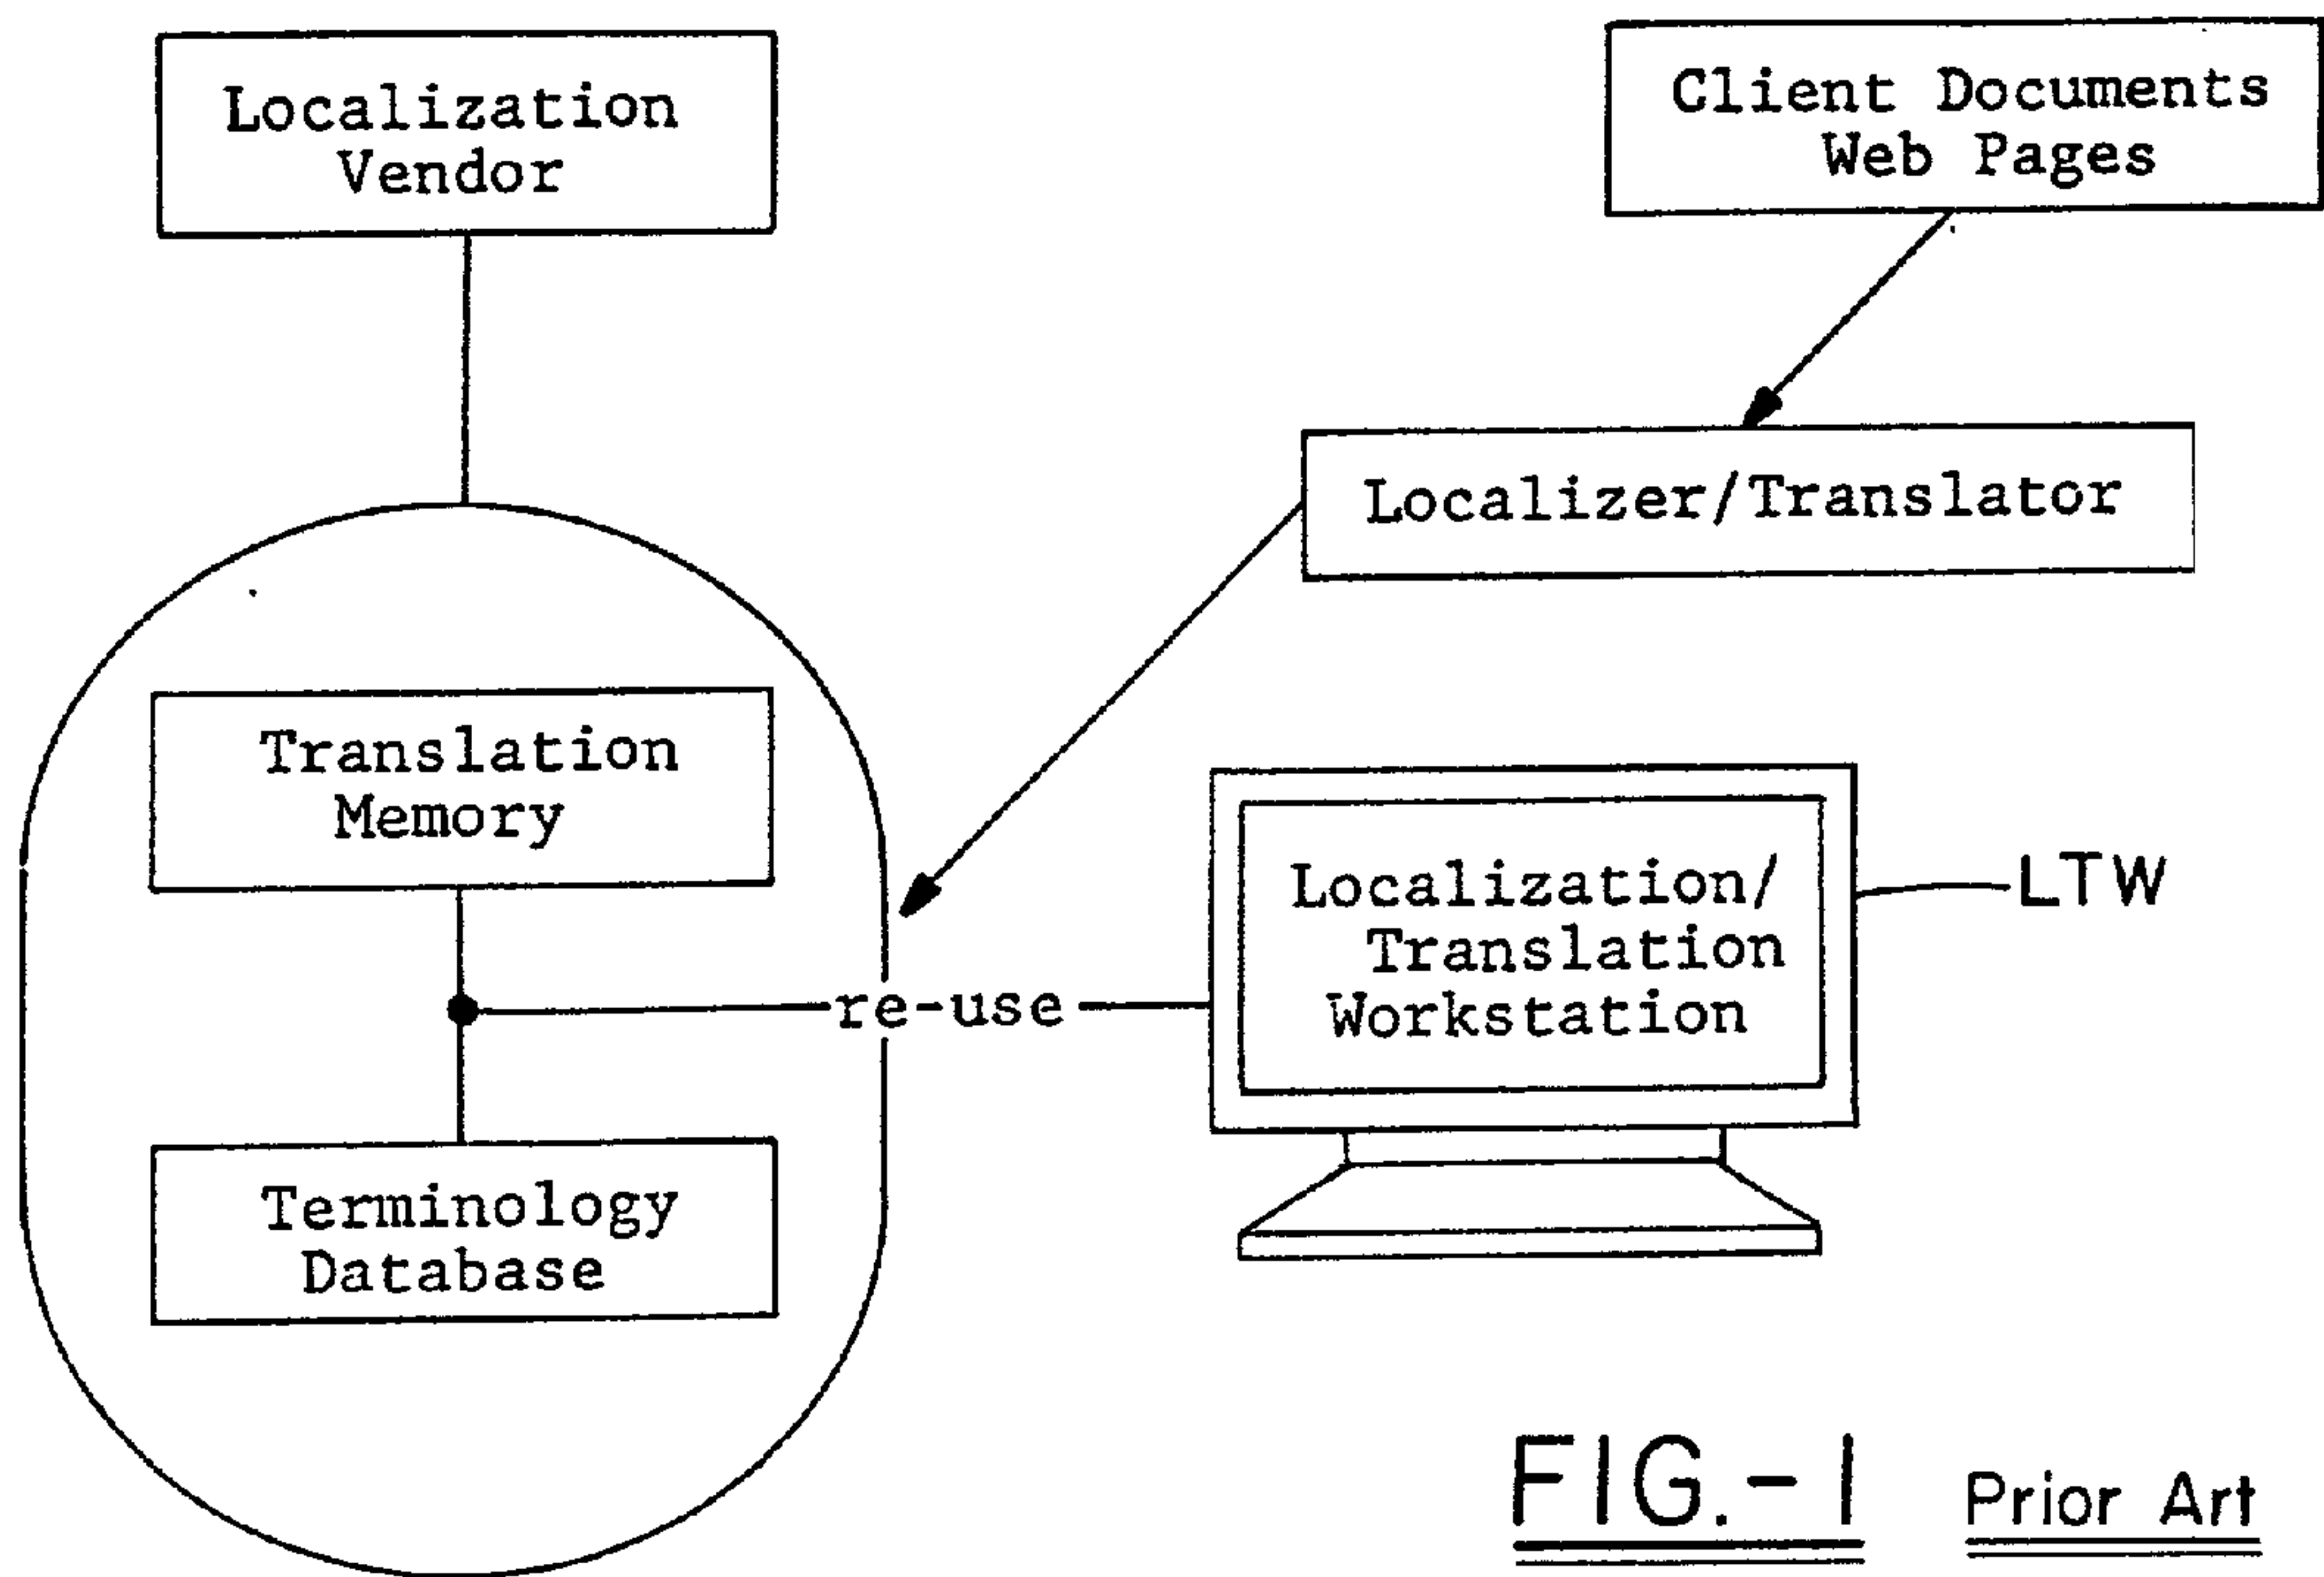 Localization
Vendor
Client Documents
Web Pages
Localizer/Translator
Translation
Memory
re-use
Terminology
Database
Localization/
Translation
Workstation
LTW
FIG.-1 Prior Art